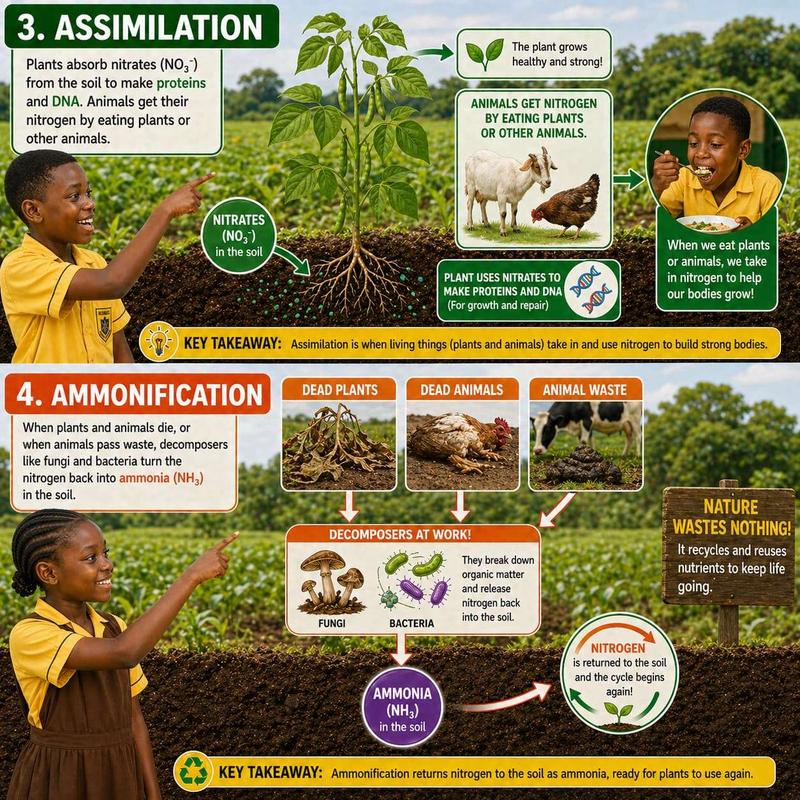 3. ASSIMILATION
Plants absorb nitrates (NO₃⁻)
from the soil to make proteins
and DNA. Animals get their
nitrogen by eating plants or
other animals.
The plant grows
healthy and strong!
ANIMALS GET NITROGEN
BY EATING PLANTS
OR OTHER ANIMALS.
NITRATES
(NO₃⁻)
in the soil
When we eat plants
or animals, we take
in nitrogen to help
our bodies grow!
PLANT USES NITRATES TO
MAKE PROTEINS AND DNA
(For growth and repair)
KEY TAKEAWAY: Assimilation is when living things (plants and animals) take in and use nitrogen to build strong bodies.
4. AMMONIFICATION
When plants and animals die, or
when animals pass waste, decomposers
like fungi and bacteria turn the
nitrogen back into ammonia (NH₃)
in the soil.
DEAD PLANTS
DEAD ANIMALS
ANIMAL WASTE
DECOMPOSERS AT WORK!
They break down
organic matter
and release
nitrogen back
into the soil.
FUNGI
BACTERIA
NATURE
WASTES NOTHING!
It recycles and reuses
nutrients to keep life
going.
AMMONIA
(NH₃)
in the soil
NITROGEN
is returned to the soil
and the cycle begins
again!
KEY TAKEAWAY: Ammonification returns nitrogen to the soil as ammonia, ready for plants to use again.